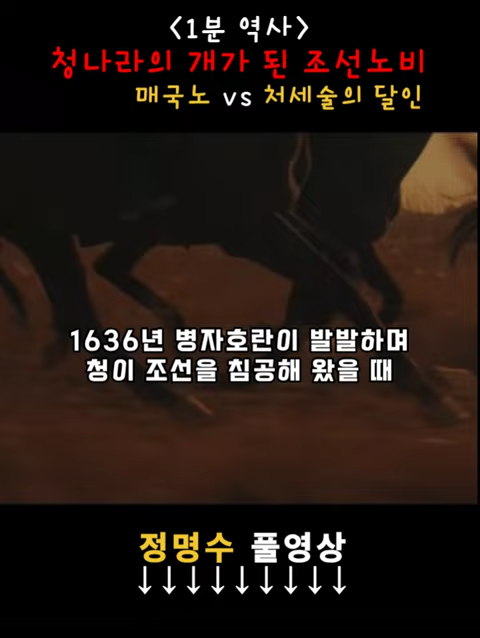 <1분 역사>
청나라의 개가 된 조선노비
매국노 vs 처세술의 달인
1636년 병자호란이 발발하며
청이 조선을 침공해 왔을 때
정명수 풀영상
↓↓↓↓↓↓↓↓↓